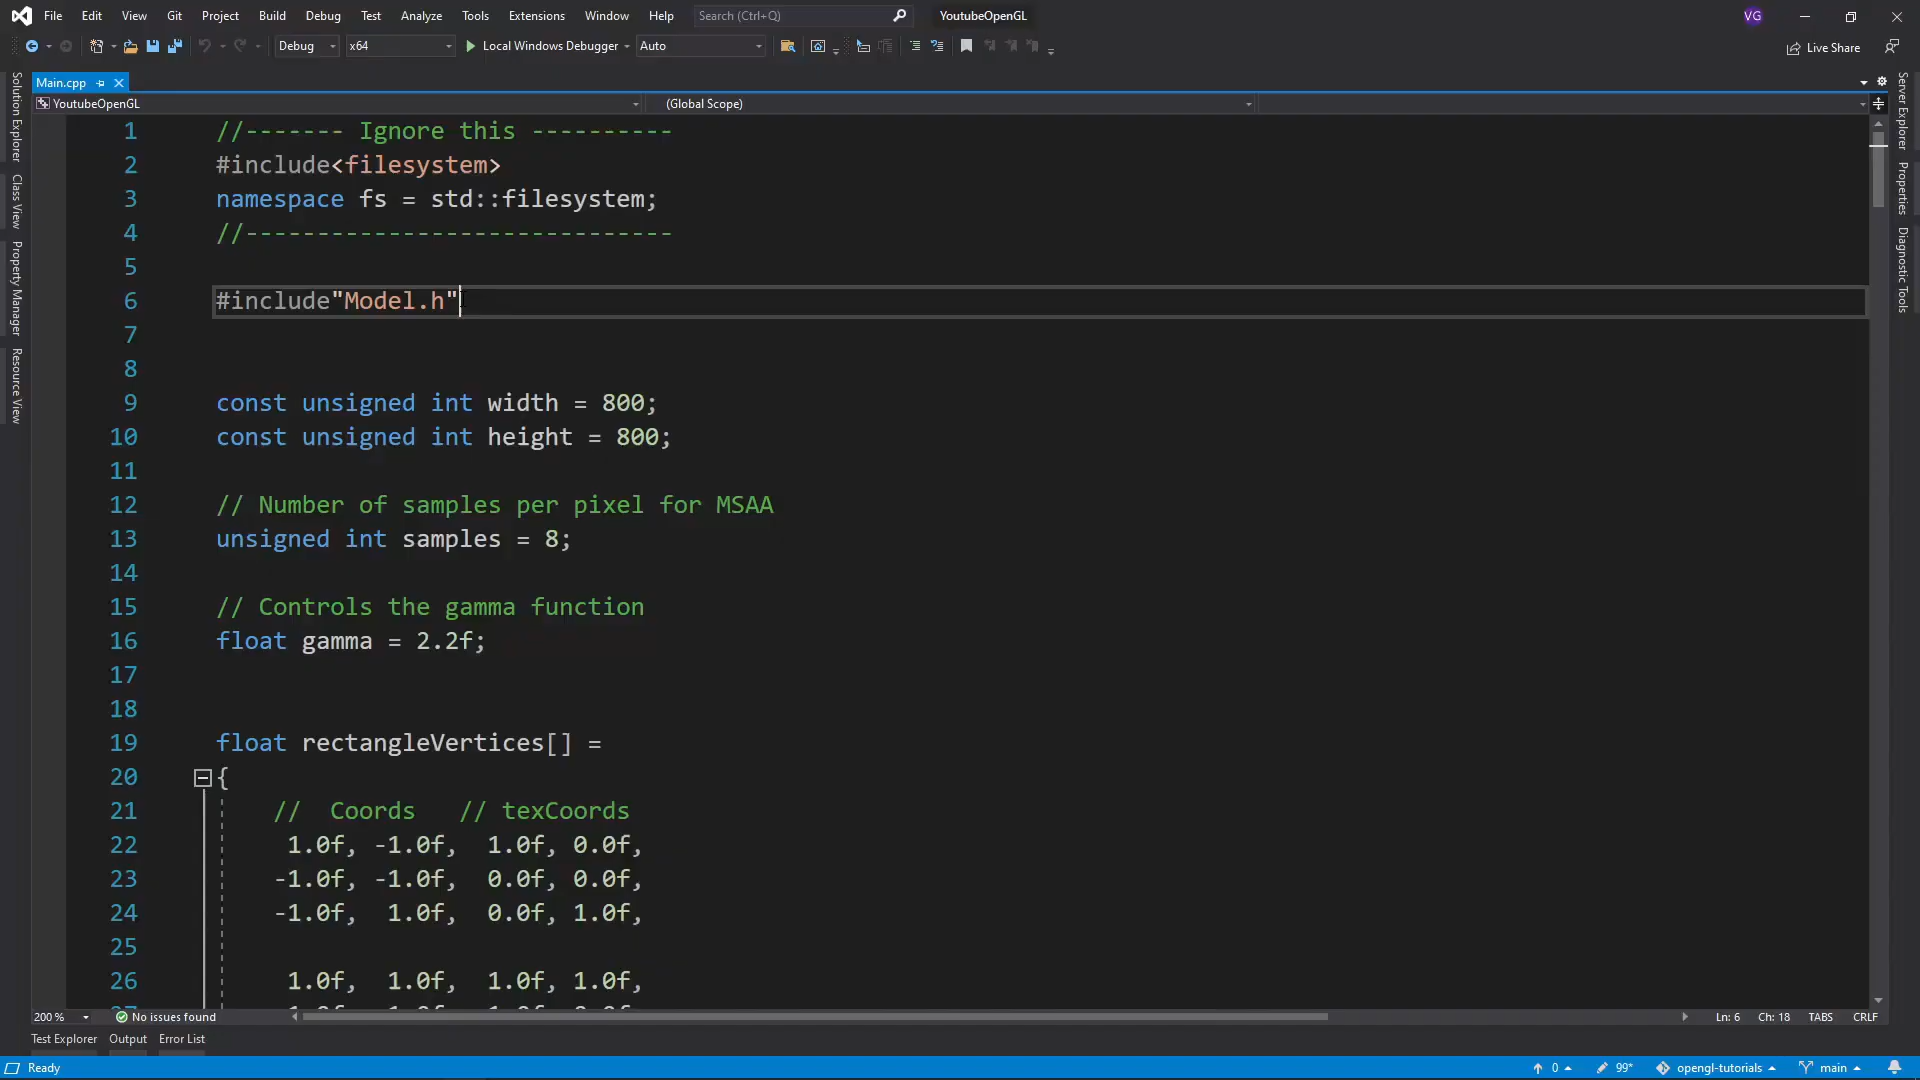 File Edit View Git Project Build Debug Test Analyze Tools Extensions Window Help Search (Ctrl+Q) YoutubeOpenGL VG
Debug x64 Local Windows Debugger Auto Live Share
Main.cpp
YoutubeOpenGL (Global Scope)
Solution Explorer
Class View
Property Manager
Resource View
1 //------- Ignore this ----------
2 #include<filesystem>
3 namespace fs = std::filesystem;
4 //------------------------------
5
6 #include"Model.h"
7
8
9 const unsigned int width = 800;
10 const unsigned int height = 800;
11
12 // Number of samples per pixel for MSAA
13 unsigned int samples = 8;
14
15 // Controls the gamma function
16 float gamma = 2.2f;
17
18
19 float rectangleVertices[] =
20 {
21 //  Coords   // texCoords
22  1.0f, -1.0f,  1.0f, 0.0f,
23 -1.0f, -1.0f,  0.0f, 0.0f,
24 -1.0f,  1.0f,  0.0f, 1.0f,
25
26  1.0f,  1.0f,  1.0f, 1.0f,
Server Explorer
Properties
Diagnostic Tools
200 % No issues found Ln: 6 Ch: 18 TABS CRLF
Test Explorer Output Error List
Ready 0 99* opengl-tutorials main